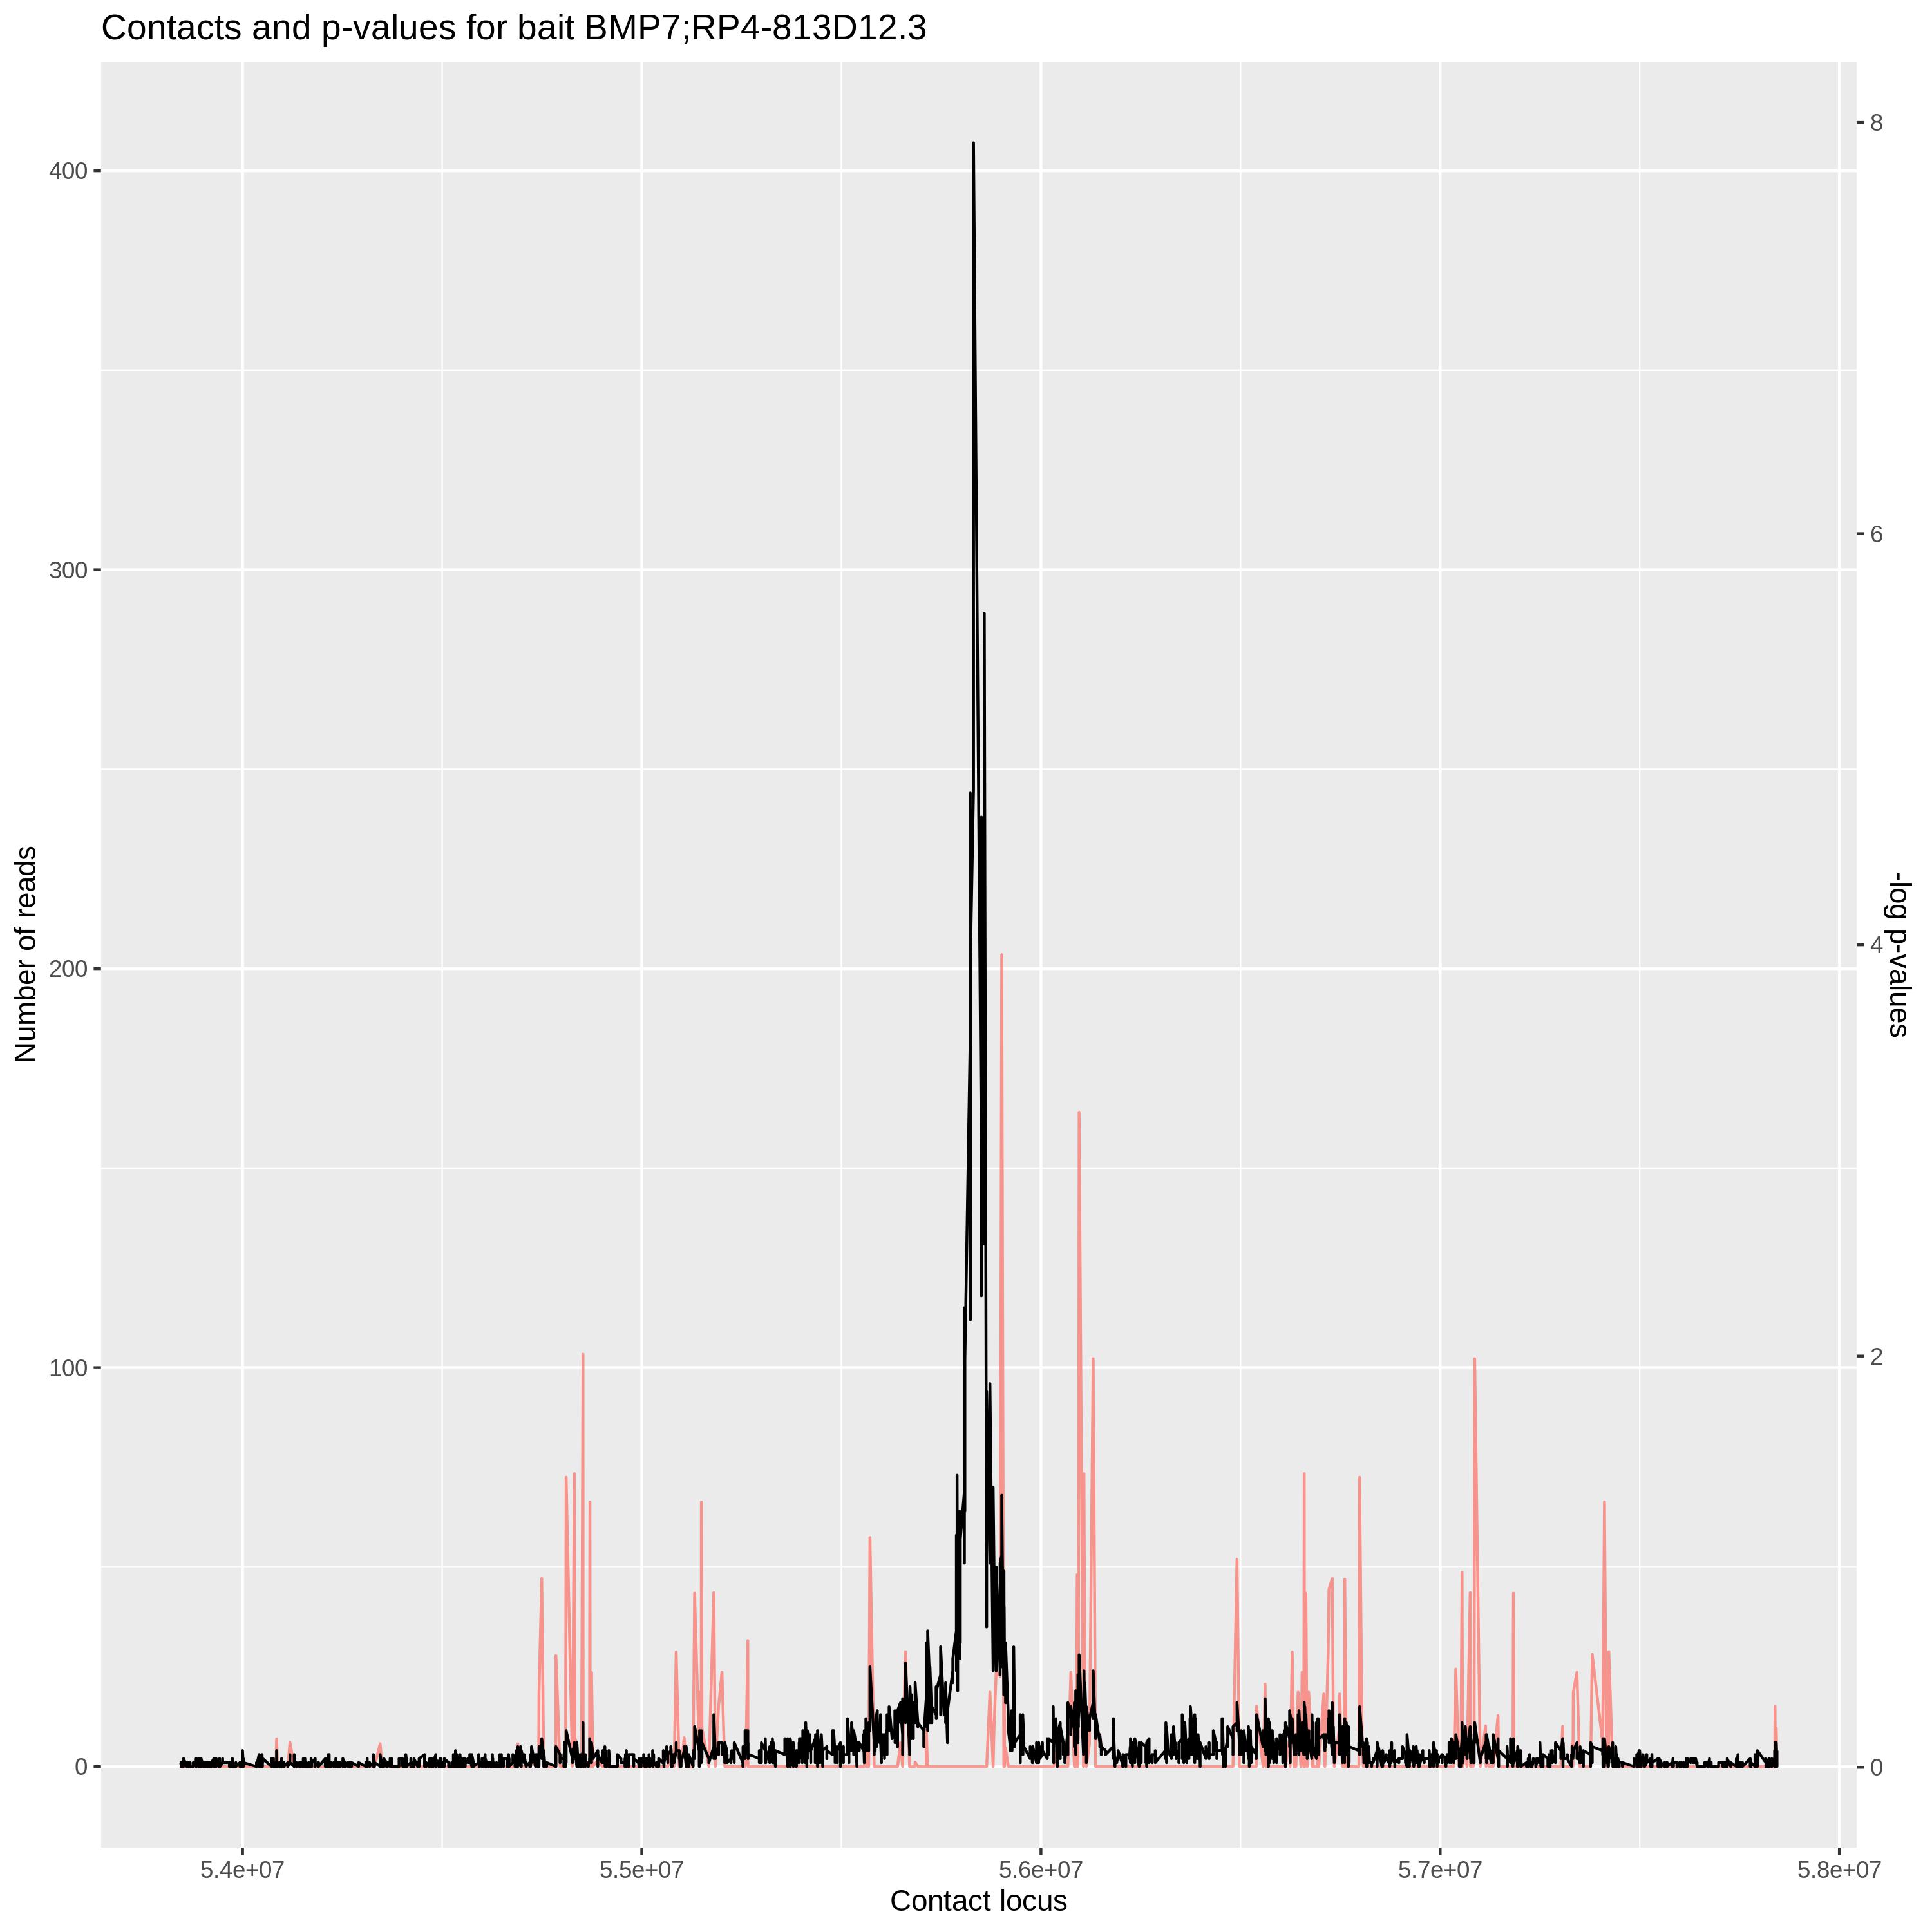 Contacts and p-values for bait BMP7;RP4-813D12.3
400
300
200
100
0
Number of reads
8
6
4
2
0
-log p-values
5.4e+07
5.5e+07
5.6e+07
5.7e+07
5.8e+07
Contact locus